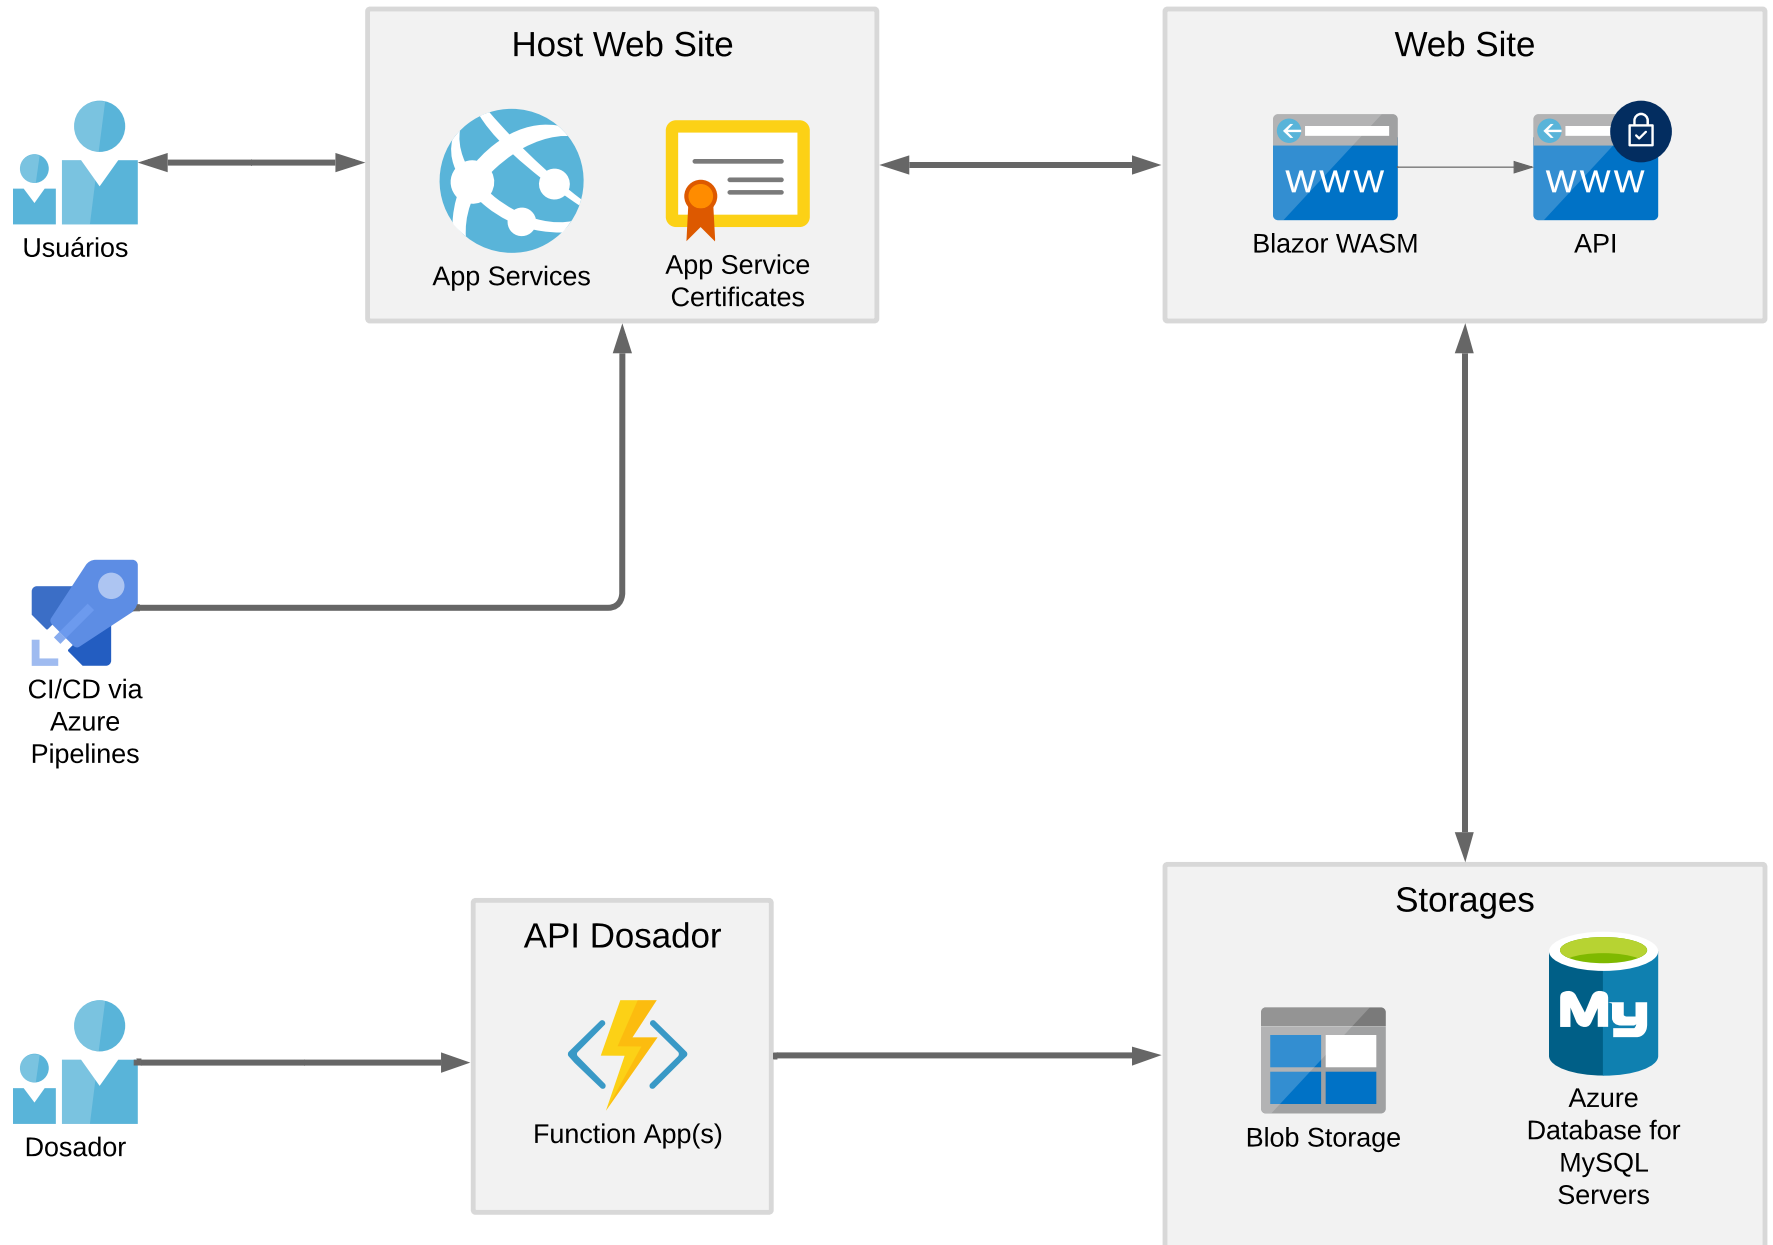 Host Web Site
Web Site
WWW
WWW
Usuários
App Services
App Service
Certificates
Blazor WASM
API
CI/CD via
Azure
Pipelines
API Dosador
Storages
My
Dosador
Function App(s)
Blob Storage
Azure
Database for
MySQL
Servers